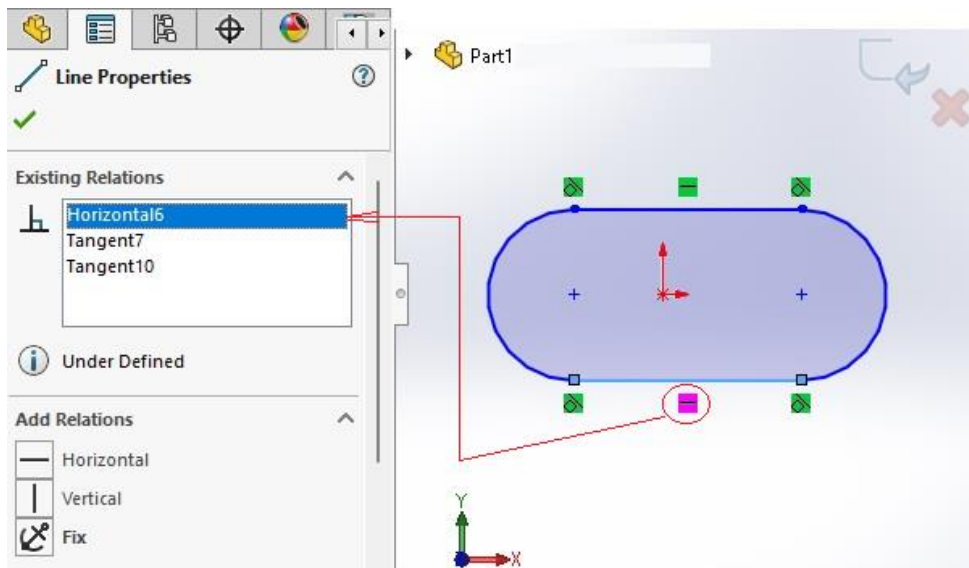 Line Properties
Part1
Existing Relations
Horizontal6
Tangent7
Tangent10
Under Defined
Add Relations
Horizontal
Vertical
Fix
Y
X